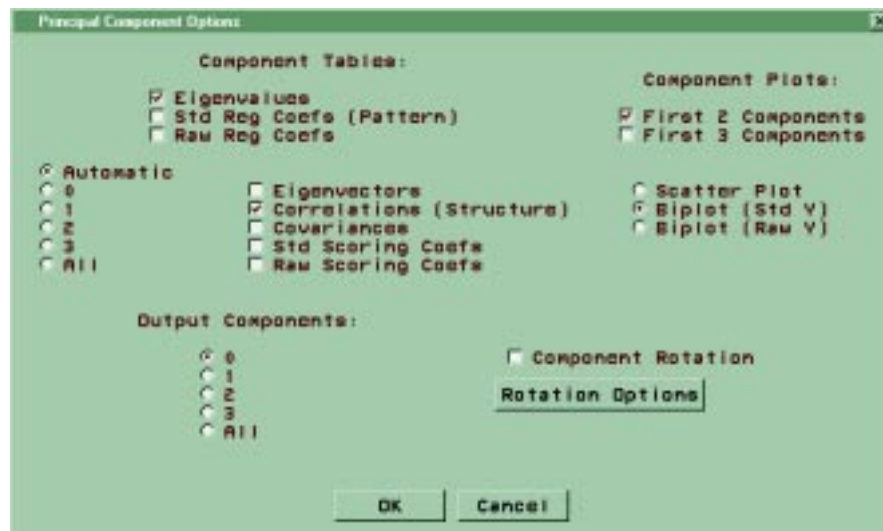 Principal Component Options
Component Tables:
Eigenvalues
Std Reg Coefs (Pattern)
Raw Reg Coefs
Component Plots:
First 2 Components
First 3 Components
Automatic
0
1
2
3
All
Eigenvectors
Correlations (Structure)
Covariances
Std Scoring Coefs
Raw Scoring Coefs
Scatter Plot
Biplot (Std Y)
Biplot (Raw Y)
Output Components:
0
1
2
3
All
Component Rotation
Rotation Options
OK
Cancel